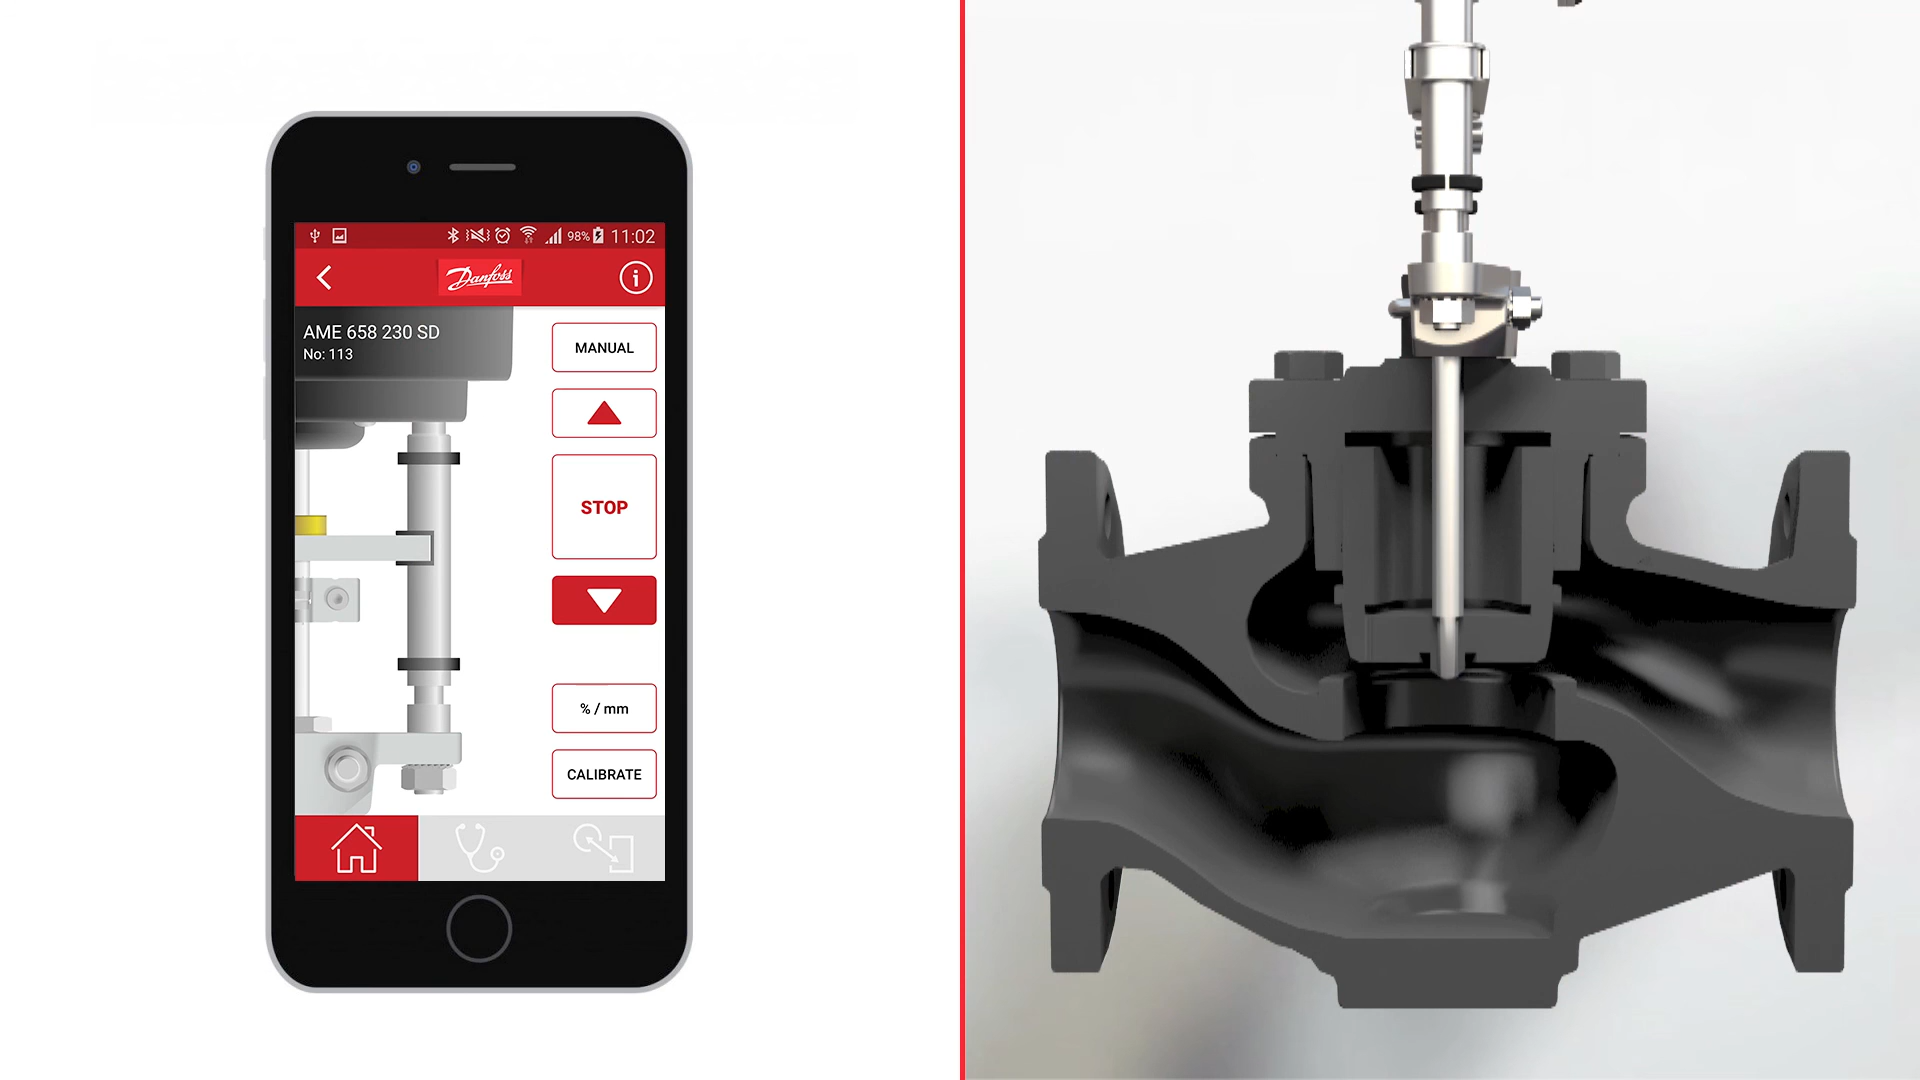 98% 11:02
Danfoss
AME 658 230 SD
No: 113
MANUAL
STOP
% / mm
CALIBRATE